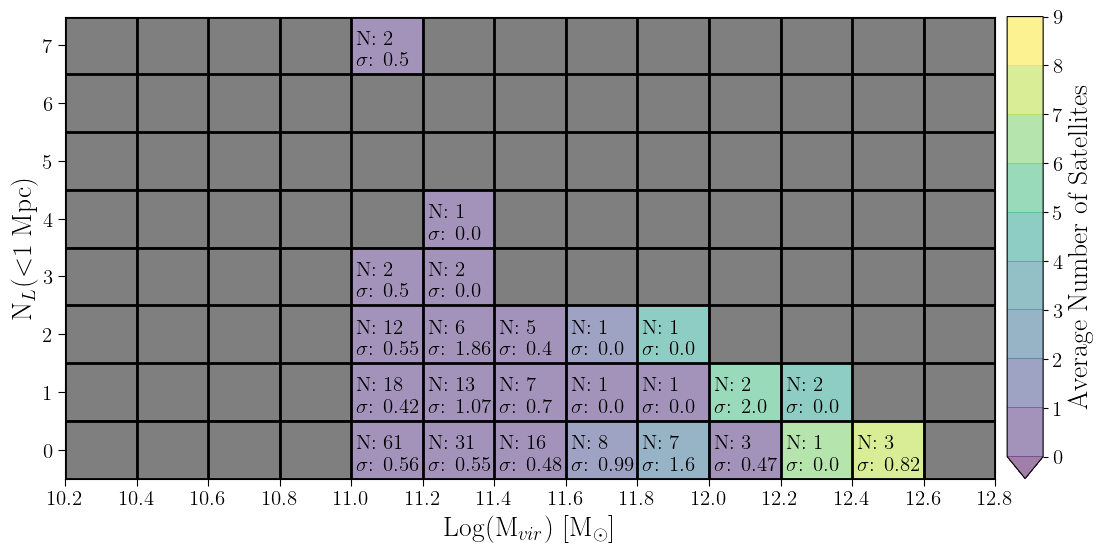 N: 2
σ: 0.5
N: 1
σ: 0.0
N: 2
σ: 0.5
N: 2
σ: 0.0
N: 12
σ: 0.55
N: 6
σ: 1.86
N: 5
σ: 0.4
N: 1
σ: 0.0
N: 1
σ: 0.0
N: 18
σ: 0.42
N: 13
σ: 1.07
N: 7
σ: 0.7
N: 1
σ: 0.0
N: 1
σ: 0.0
N: 2
σ: 2.0
N: 2
σ: 0.0
N: 61
σ: 0.56
N: 31
σ: 0.55
N: 16
σ: 0.48
N: 8
σ: 0.99
N: 7
σ: 1.6
N: 3
σ: 0.47
N: 1
σ: 0.0
N: 3
σ: 0.82
7
6
5
4
3
2
1
0
N_L(<1 Mpc)
10.2 10.4 10.6 10.8 11.0 11.2 11.4 11.6 11.8 12.0 12.2 12.4 12.6 12.8
Log(M_vir) [M_⊙]
9
8
7
6
5
4
3
2
1
0
Average Number of Satellites